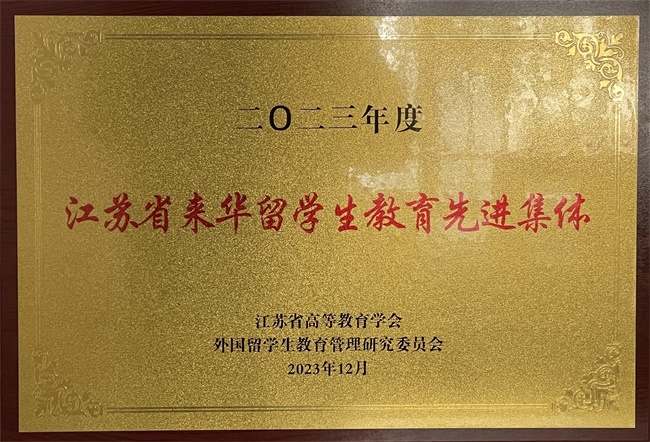 二〇二三年度
江苏省来华留学生教育先进集体
江苏省高等教育学会
外国留学生教育管理研究委员会
2023年12月